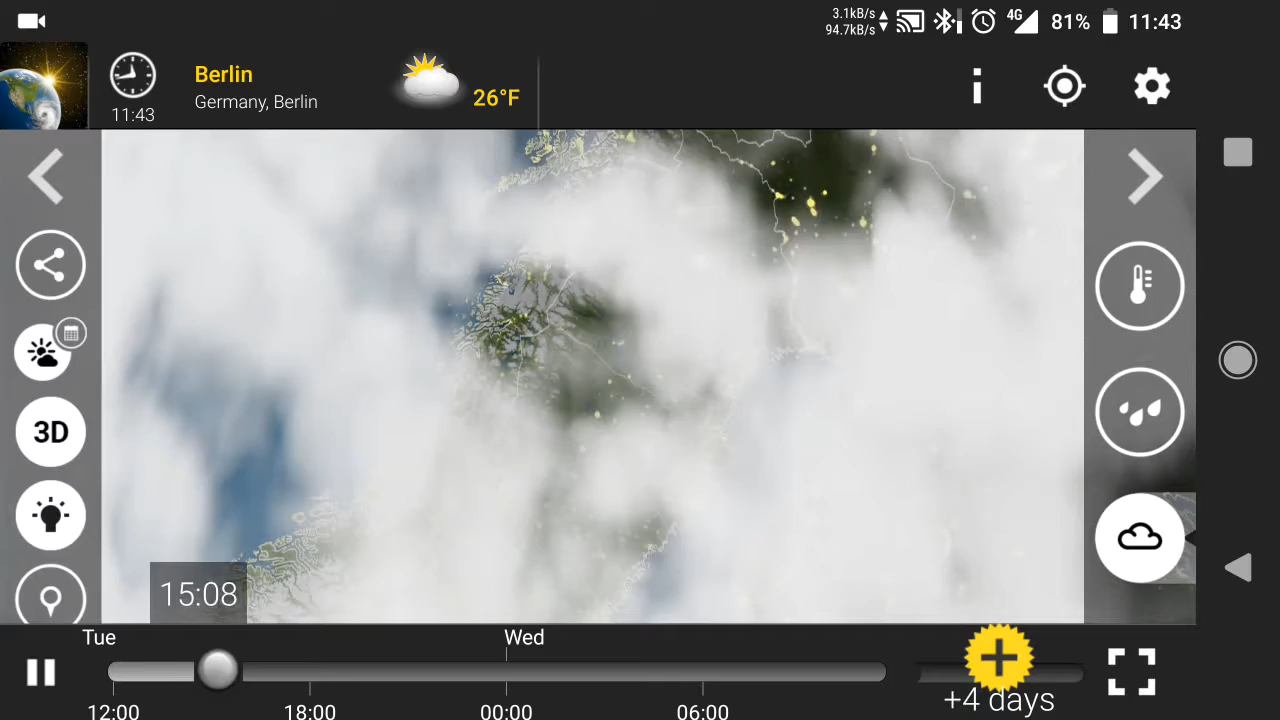 3.1kB/s
94.7kB/s
4G
81%
11:43
11:43
Berlin
Germany, Berlin
26°F
3D
15:08
Tue
Wed
12:00
18:00
00:00
06:00
+4 days